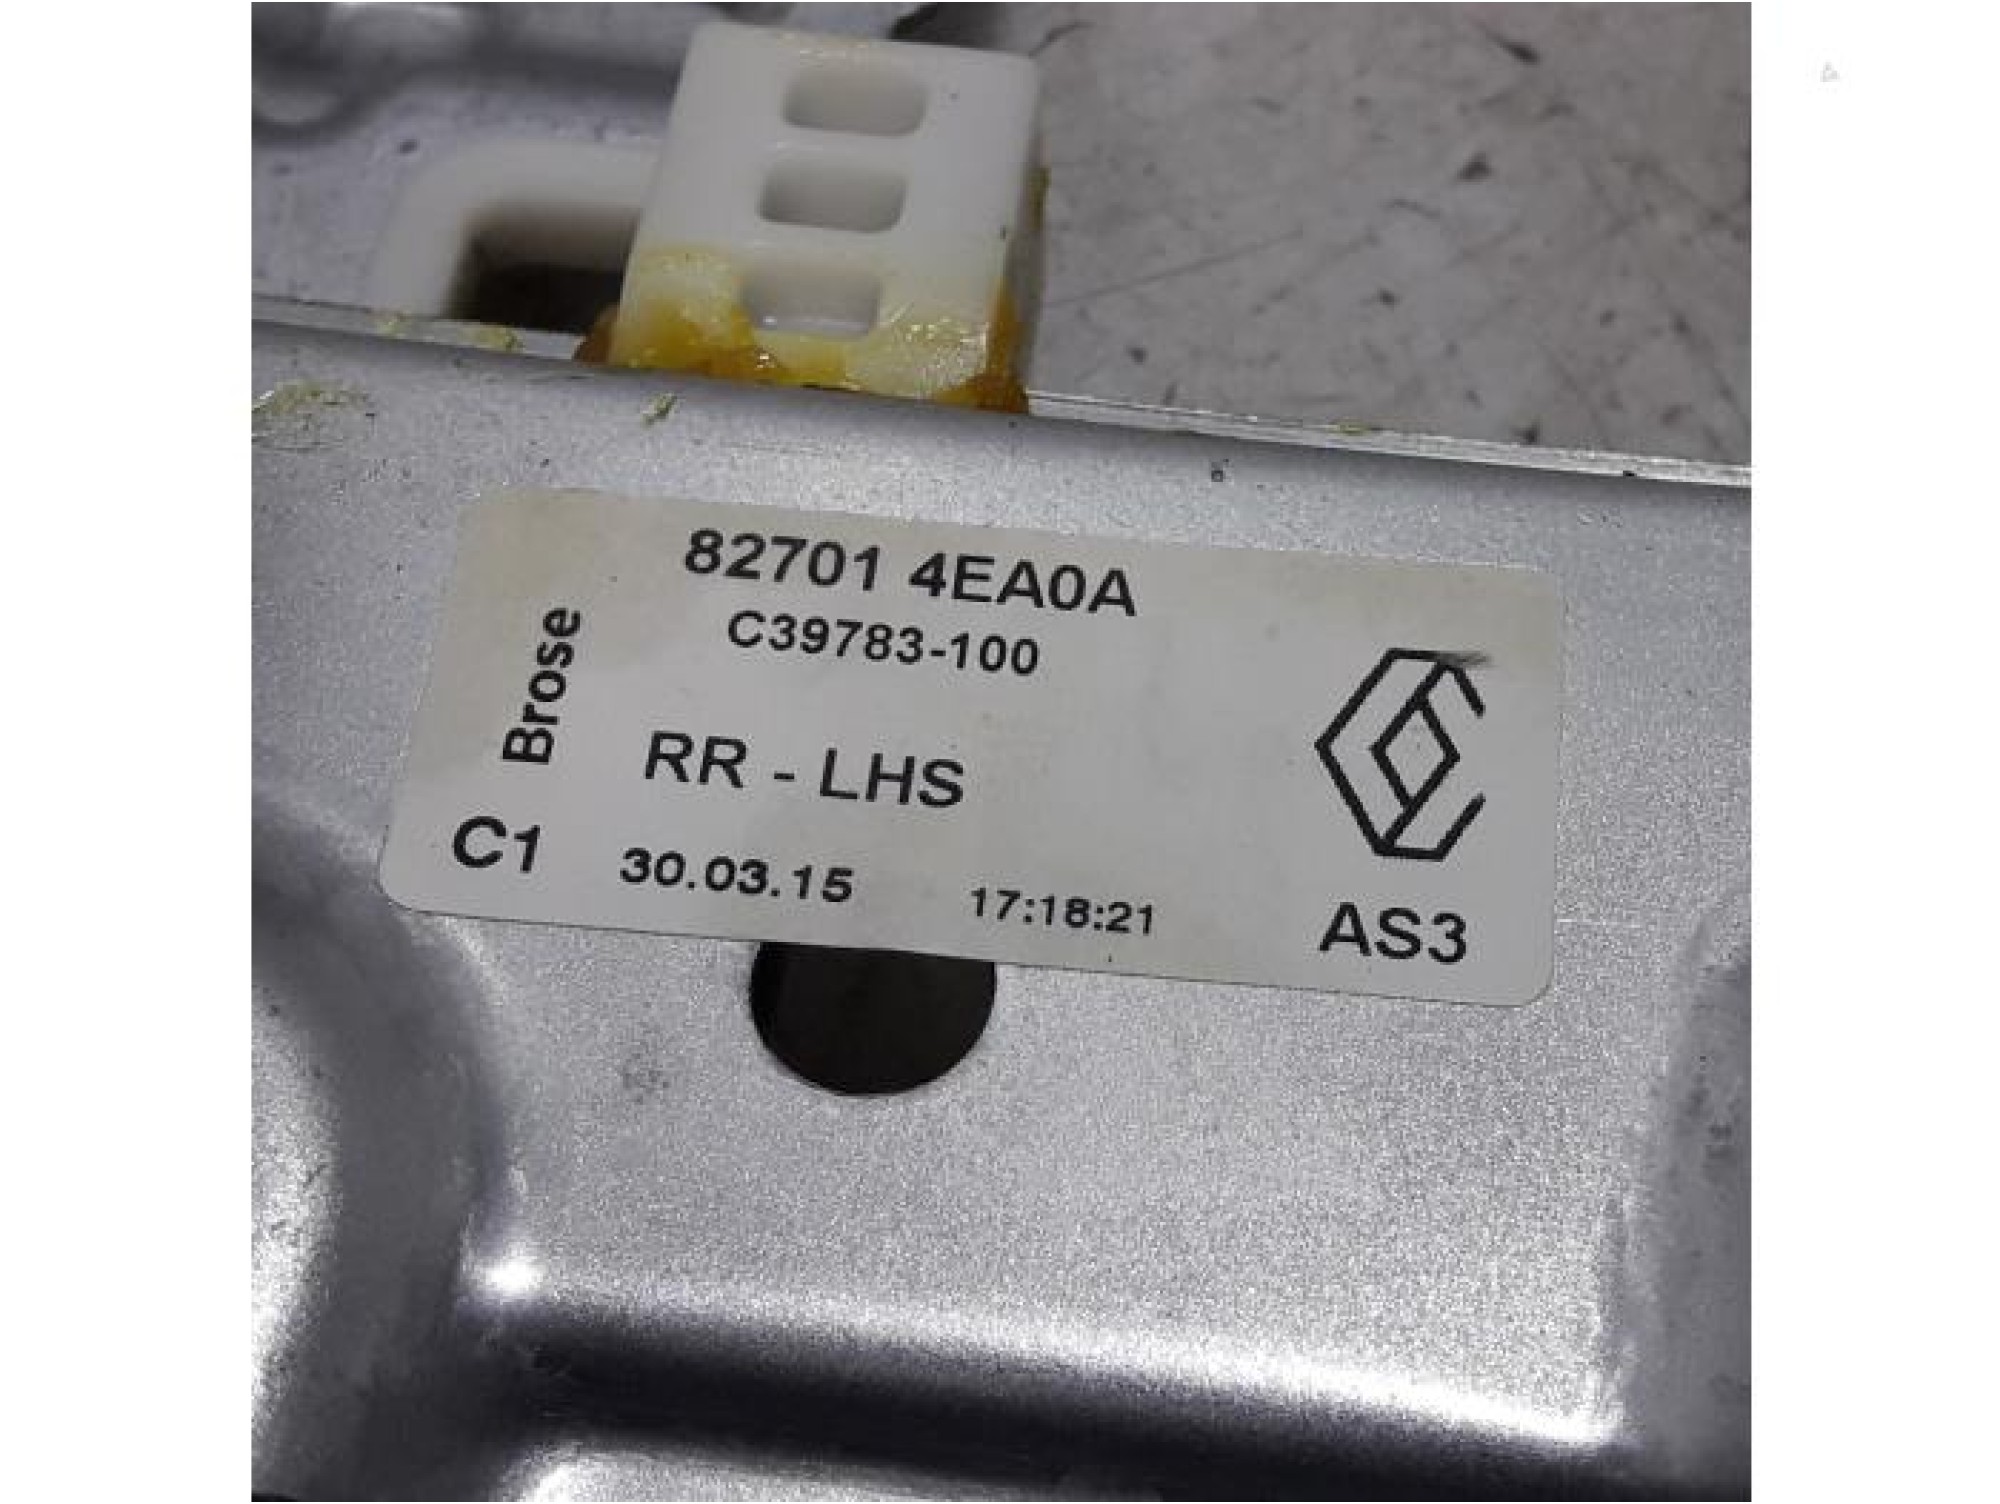 82701 4EA0A
C39783-100
Brose
RR - LHS
C1 30.03.15 17:18:21 AS3